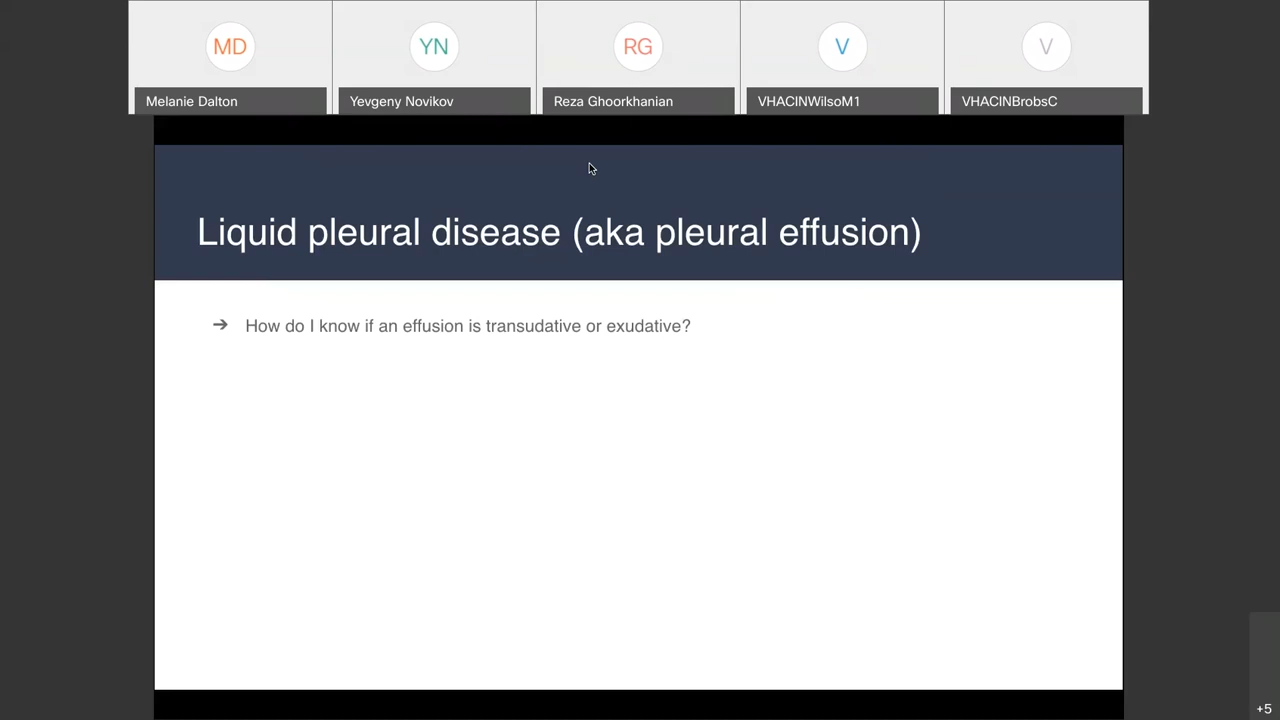 MD
YN
RG
V
V
Melanie Dalton
Yevgeny Novikov
Reza Ghoorkhanian
VHACINWilsoM1
VHACINBrobsC
Liquid pleural disease (aka pleural effusion)
➔ How do I know if an effusion is transudative or exudative?
+5